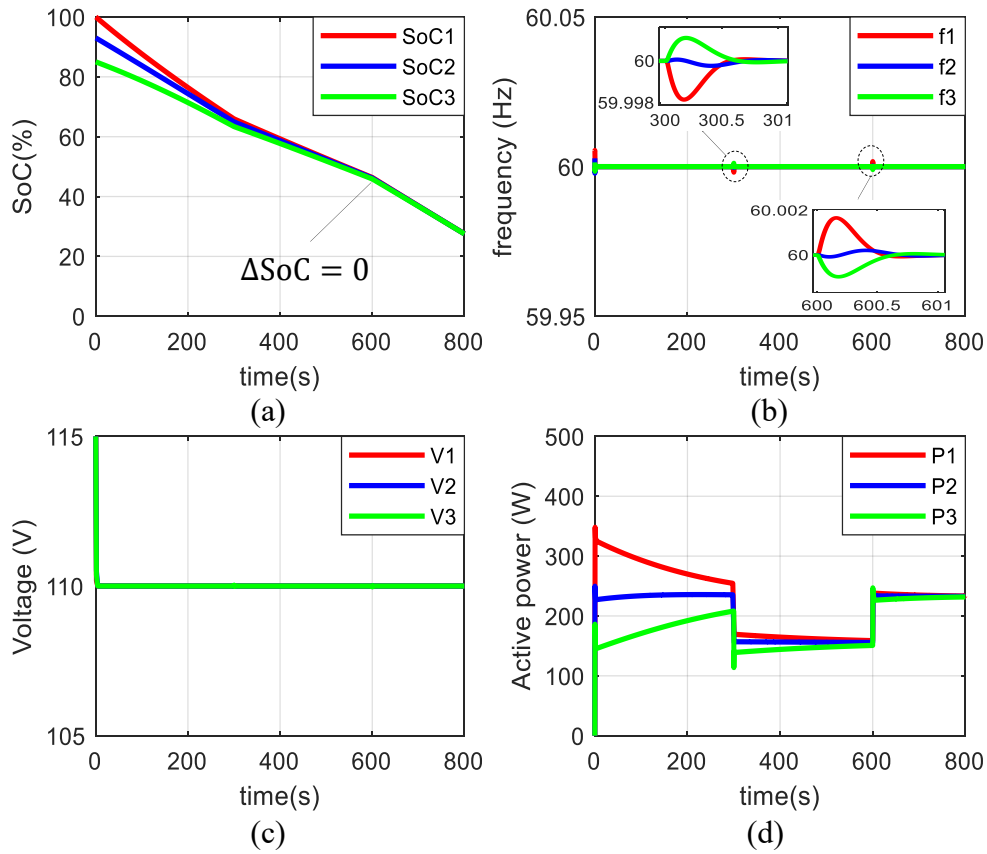 100
80
60
40
20
0
SoC(%)
SoC1
SoC2
SoC3
ΔSoC = 0
0 200 400 600 800
time(s)
(a)
60.05
60
59.95
frequency (Hz)
f1
f2
f3
60
59.998
300 300.5 301
60.002
60
600 600.5 601
0 200 400 600 800
time(s)
(b)
115
110
105
Voltage (V)
V1
V2
V3
0 200 400 600 800
time(s)
(c)
500
400
300
200
100
0
Active power (W)
P1
P2
P3
0 200 400 600 800
time(s)
(d)